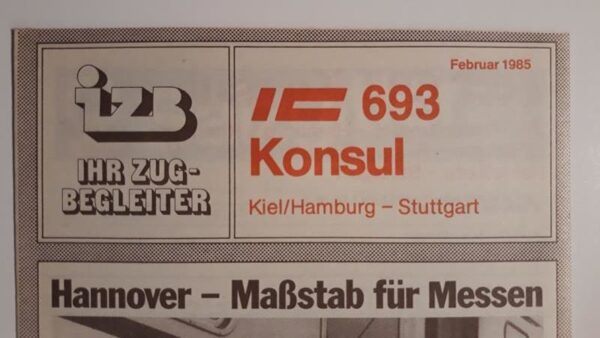 izb
IHR ZUG-
BEGLEITER
Februar 1985
IC 693
Konsul
Kiel/Hamburg – Stuttgart
Hannover – Maßstab für Messen